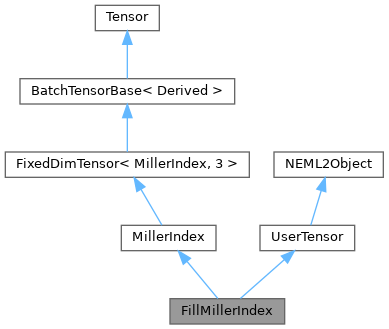 Tensor
BatchTensorBase< Derived >
FixedDimTensor< MillerIndex, 3 >
NEML2Object
MillerIndex
UserTensor
FillMillerIndex